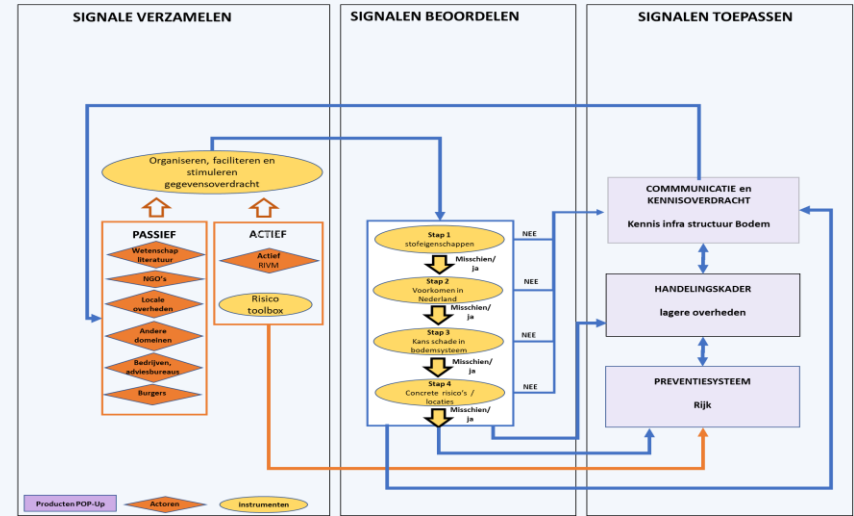 SIGNALE VERZAMELEN
SIGNALEN BEOORDELEN
SIGNALEN TOEPASSEN
Organiseren, faciliteren en
stimuleren
gegevensoverdracht
PASSIEF
Wetenschap
literatuur
NGO's
Locale
overheden
Andere
domeinen
Bedrijven,
adviesbureaus
Burgers
ACTIEF
Actief
RIVM
Risico
toolbox
Stap 1
stofeigenschappen
NEE
Misschien/
ja
Stap 2
Voorkomen in
Nederland
NEE
Misschien/
ja
Stap 3
Kans schade in
bodemsysteem
NEE
Misschien/
ja
Stap 4
Concrete risico's /
locaties
NEE
Misschien/
ja
COMMMUNICATIE en
KENNISOVERDRACHT
Kennis infra structuur Bodem
HANDELINGSKADER
lagere overheden
PREVENTIESYSTEEM
Rijk
Producten POP-Up
Actoren
Instrumenten